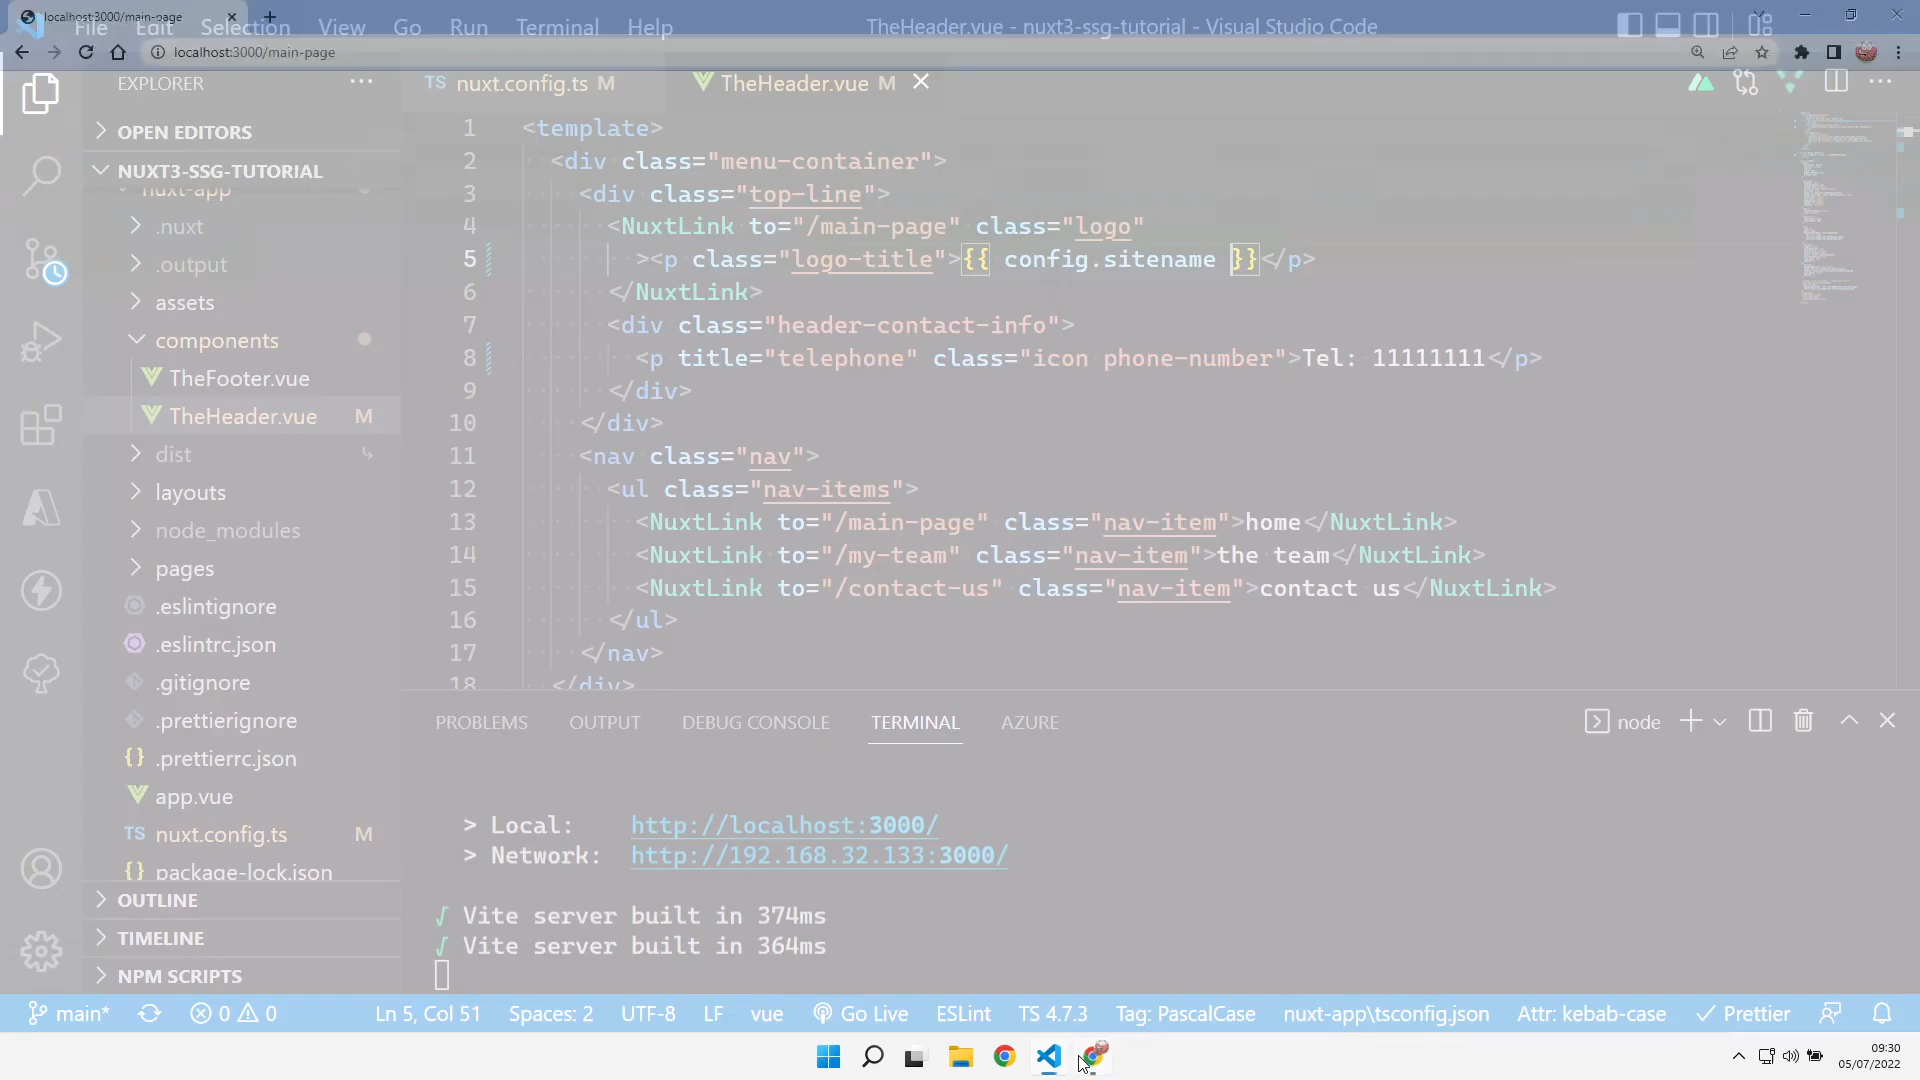 localhost:3000/main-page
File Edit Selection View Go Run Terminal Help
TheHeader.vue - nuxt3-ssg-tutorial - Visual Studio Code
localhost:3000/main-page
EXPLORER
OPEN EDITORS
NUXT3-SSG-TUTORIAL
nuxt-app
.nuxt
.output
assets
components
TheFooter.vue
TheHeader.vue M
dist
layouts
node_modules
pages
.eslintignore
.eslintrc.json
.gitignore
.prettierignore
.prettierrc.json
app.vue
TS nuxt.config.ts M
package-lock.json
OUTLINE
TIMELINE
NPM SCRIPTS
TS nuxt.config.ts M TheHeader.vue M
1 <template>
2 <div class="menu-container">
3 <div class="top-line">
4 <NuxtLink to="/main-page" class="logo"
5 ><p class="logo-title">{{ config.sitename }}</p>
6 </NuxtLink>
7 <div class="header-contact-info">
8 <p title="telephone" class="icon phone-number">Tel: 11111111</p>
9 </div>
10 </div>
11 <nav class="nav">
12 <ul class="nav-items">
13 <NuxtLink to="/main-page" class="nav-item">home</NuxtLink>
14 <NuxtLink to="/my-team" class="nav-item">the team</NuxtLink>
15 <NuxtLink to="/contact-us" class="nav-item">contact us</NuxtLink>
16 </ul>
17 </nav>
18 </div>
PROBLEMS OUTPUT DEBUG CONSOLE TERMINAL AZURE
node
> Local: http://localhost:3000/
> Network: http://192.168.32.133:3000/
√ Vite server built in 374ms
√ Vite server built in 364ms
main* 0 0 Ln 5, Col 51 Spaces: 2 UTF-8 LF vue Go Live ESLint TS 4.7.3 Tag: PascalCase nuxt-app\tsconfig.json Attr: kebab-case Prettier
09:30
05/07/2022